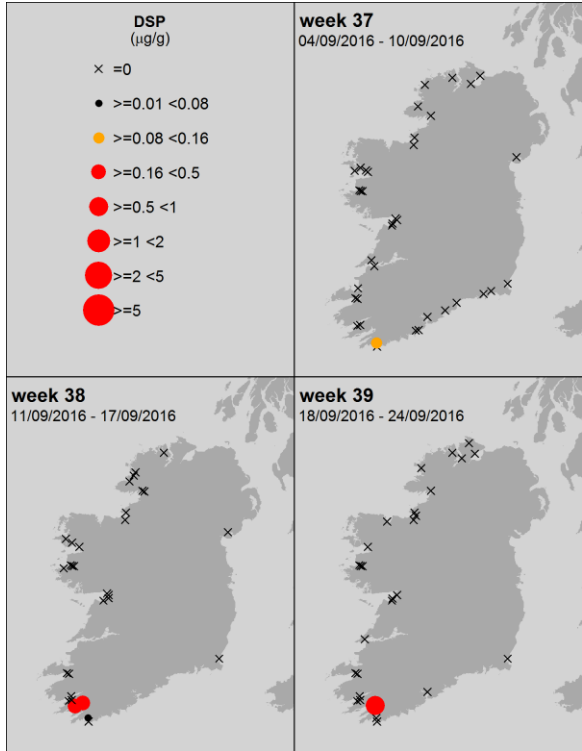 DSP
(µg/g)
=0
>=0.01 <0.08
>=0.08 <0.16
>=0.16 <0.5
>=0.5 <1
>=1 <2
>=2 <5
>=5
week 37
04/09/2016 - 10/09/2016
week 38
11/09/2016 - 17/09/2016
week 39
18/09/2016 - 24/09/2016